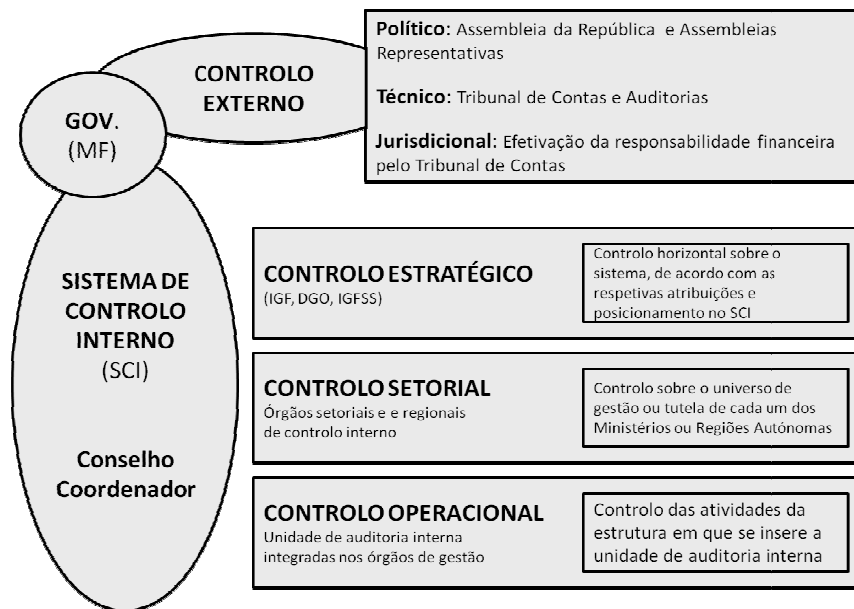 Político: Assembleia da República e Assembleias
Representativas
CONTROLO
EXTERNO
Técnico: Tribunal de Contas e Auditorias
GOV.
(MF)
Jurisdicional: Efetivação da responsabilidade financeira
pelo Tribunal de Contas
SISTEMA DE
CONTROLO
INTERNO
(SCI)
Conselho
Coordenador
CONTROLO ESTRATÉGICO
(IGF, DGO, IGFSS)
Controlo horizontal sobre o
sistema, de acordo com as
respetivas atribuições e
posicionamento no SCI
CONTROLO SETORIAL
Órgãos setoriais e e regionais
de controlo interno
Controlo sobre o universo de
gestão ou tutela de cada um dos
Ministérios ou Regiões Autónomas
CONTROLO OPERACIONAL
Unidade de auditoria interna
integradas nos órgãos de gestão
Controlo das atividades da
estrutura em que se insere a
unidade de auditoria interna